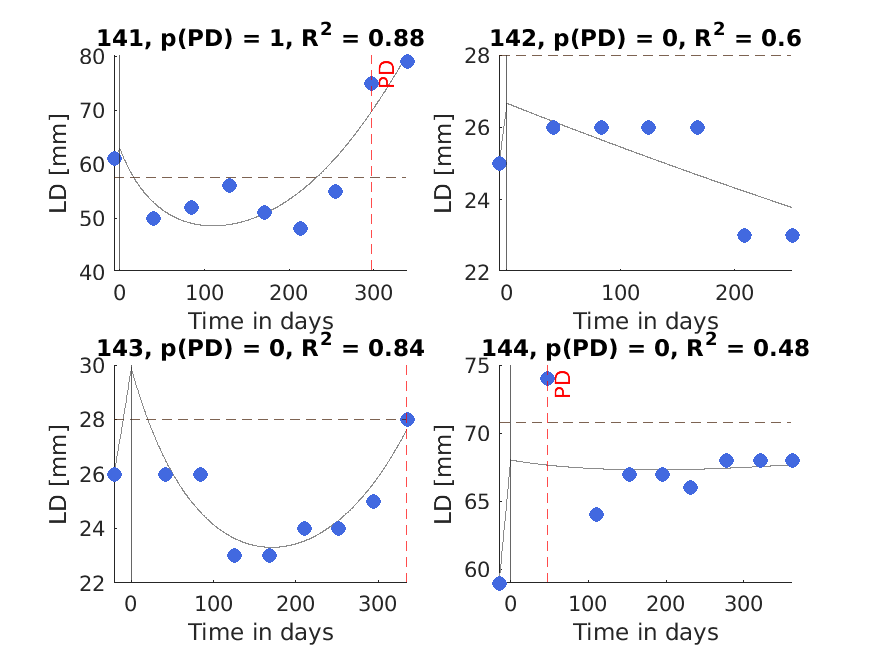 141, p(PD) = 1, R² = 0.88
80
70
60
50
40
LD [mm]
PD
0 100 200 300
Time in days
142, p(PD) = 0, R² = 0.6
28
26
24
22
LD [mm]
0 100 200
Time in days
143, p(PD) = 0, R² = 0.84
30
28
26
24
22
LD [mm]
0 100 200 300
Time in days
144, p(PD) = 0, R² = 0.48
75
70
65
60
LD [mm]
PD
0 100 200 300
Time in days